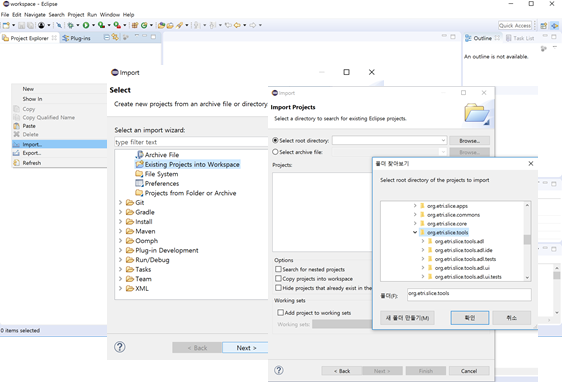 workspace - Eclipse
File Edit Navigate Search Project Run Window Help
Quick Access
Project Explorer
Plug-ins
Outline
Task List
An outline is not available.
New
Show In
Copy
Copy Qualified Name
Paste
Delete
Import...
Export...
Refresh
0 items selected
Import
Select
Create new projects from an archive file or directory
Select an import wizard:
type filter text
Archive File
Existing Projects into Workspace
File System
Preferences
Projects from Folder or Archive
Git
Gradle
Install
Maven
Oomph
Plug-in Development
Run/Debug
Tasks
Team
XML
< Back
Next >
Import
Import Projects
Select a directory to search for existing Eclipse projects.
Select root directory:
Browse...
Select archive file:
Browse...
Projects:
Options
Search for nested projects
Copy projects into workspace
Hide projects that already exist in the
Working sets
Add project to working sets
Working sets:
< Back
Next >
Finish
Cancel
폴더 찾아보기
Select root directory of the projects to import
org.etri.slice.apps
org.etri.slice.commons
org.etri.slice.core
org.etri.slice.tools
org.etri.slice.tools.adl
org.etri.slice.tools.adl.ide
org.etri.slice.tools.adl.tests
org.etri.slice.tools.adl.ui
org.etri.slice.tools.adl.ui.tests
폴더(F):
org.etri.slice.tools
새 폴더 만들기(M)
확인
취소